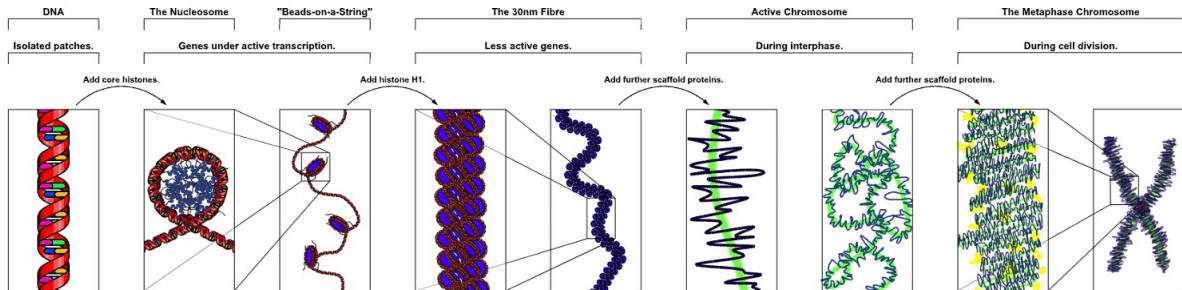 DNA
The Nucleosome
"Beads-on-a-String"
The 30nm Fibre
Active Chromosome
The Metaphase Chromosome
Isolated patches.
Genes under active transcription.
Less active genes.
During interphase.
During cell division.
Add core histones.
Add histone H1.
Add further scaffold proteins.
Add further scaffold proteins.